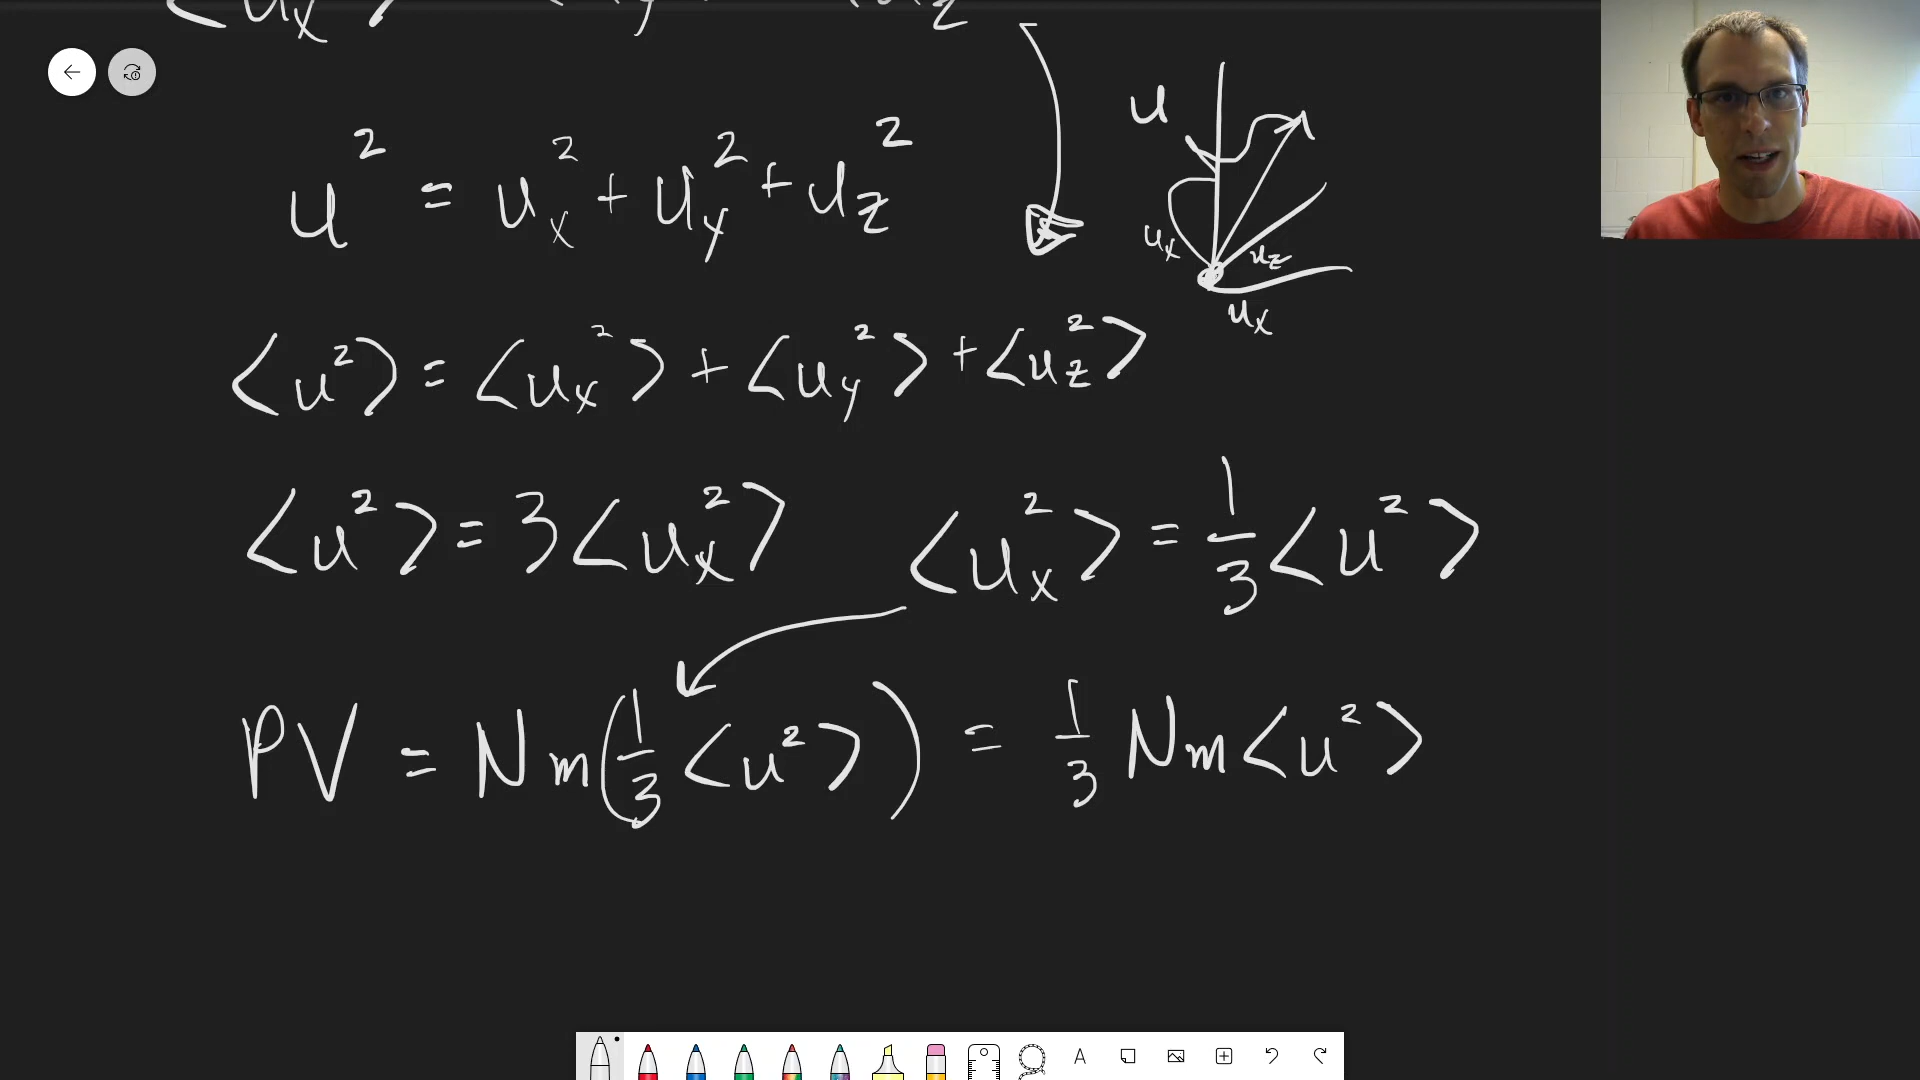 u
u² = uₓ² + u_y² + u_z²
uₓ u_z
uₓ
⟨u²⟩ = ⟨uₓ²⟩ + ⟨u_y²⟩ + ⟨u_z²⟩
⟨u²⟩ = 3⟨uₓ²⟩ ⟨uₓ²⟩ = 1/3⟨u²⟩
PV = Nm(1/3⟨u²⟩) = 1/3 Nm⟨u²⟩
A